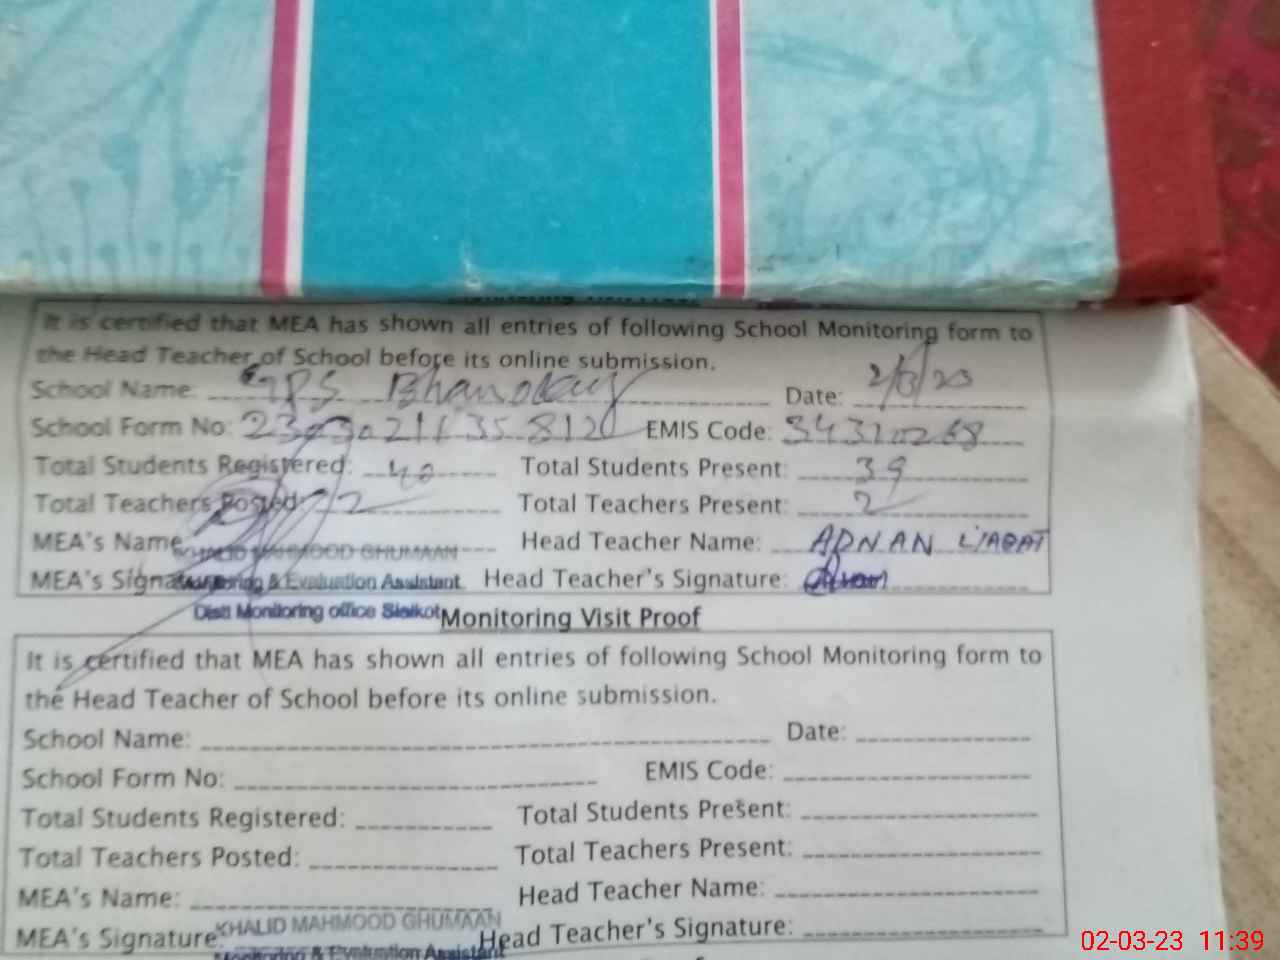 It is certified that MEA has shown all entries of following School Monitoring form to
the Head Teacher of School before its online submission.
School Name: GPS Date: 2/3/23
School Form No: EMIS Code: 34310268
Total Students Registered: 40 Total Students Present: 39
Total Teachers Posted: 2 Total Teachers Present: 2
MEA's Name KHALID MAHMOOD GHUMAAN Head Teacher Name: ADNAN LIAQAT
MEA's Signature Monitoring & Evaluation Assistant Head Teacher's Signature:
Distt Monitoring office Sialkot Monitoring Visit Proof
It is certified that MEA has shown all entries of following School Monitoring form to
the Head Teacher of School before its online submission.
School Name: Date:
School Form No: EMIS Code:
Total Students Registered: Total Students Present:
Total Teachers Posted: Total Teachers Present:
MEA's Name: Head Teacher Name:
MEA's Signature: KHALID MAHMOOD GHUMAAN Head Teacher's Signature:
Monitoring & Evaluation Assistant
02-03-23 11:39